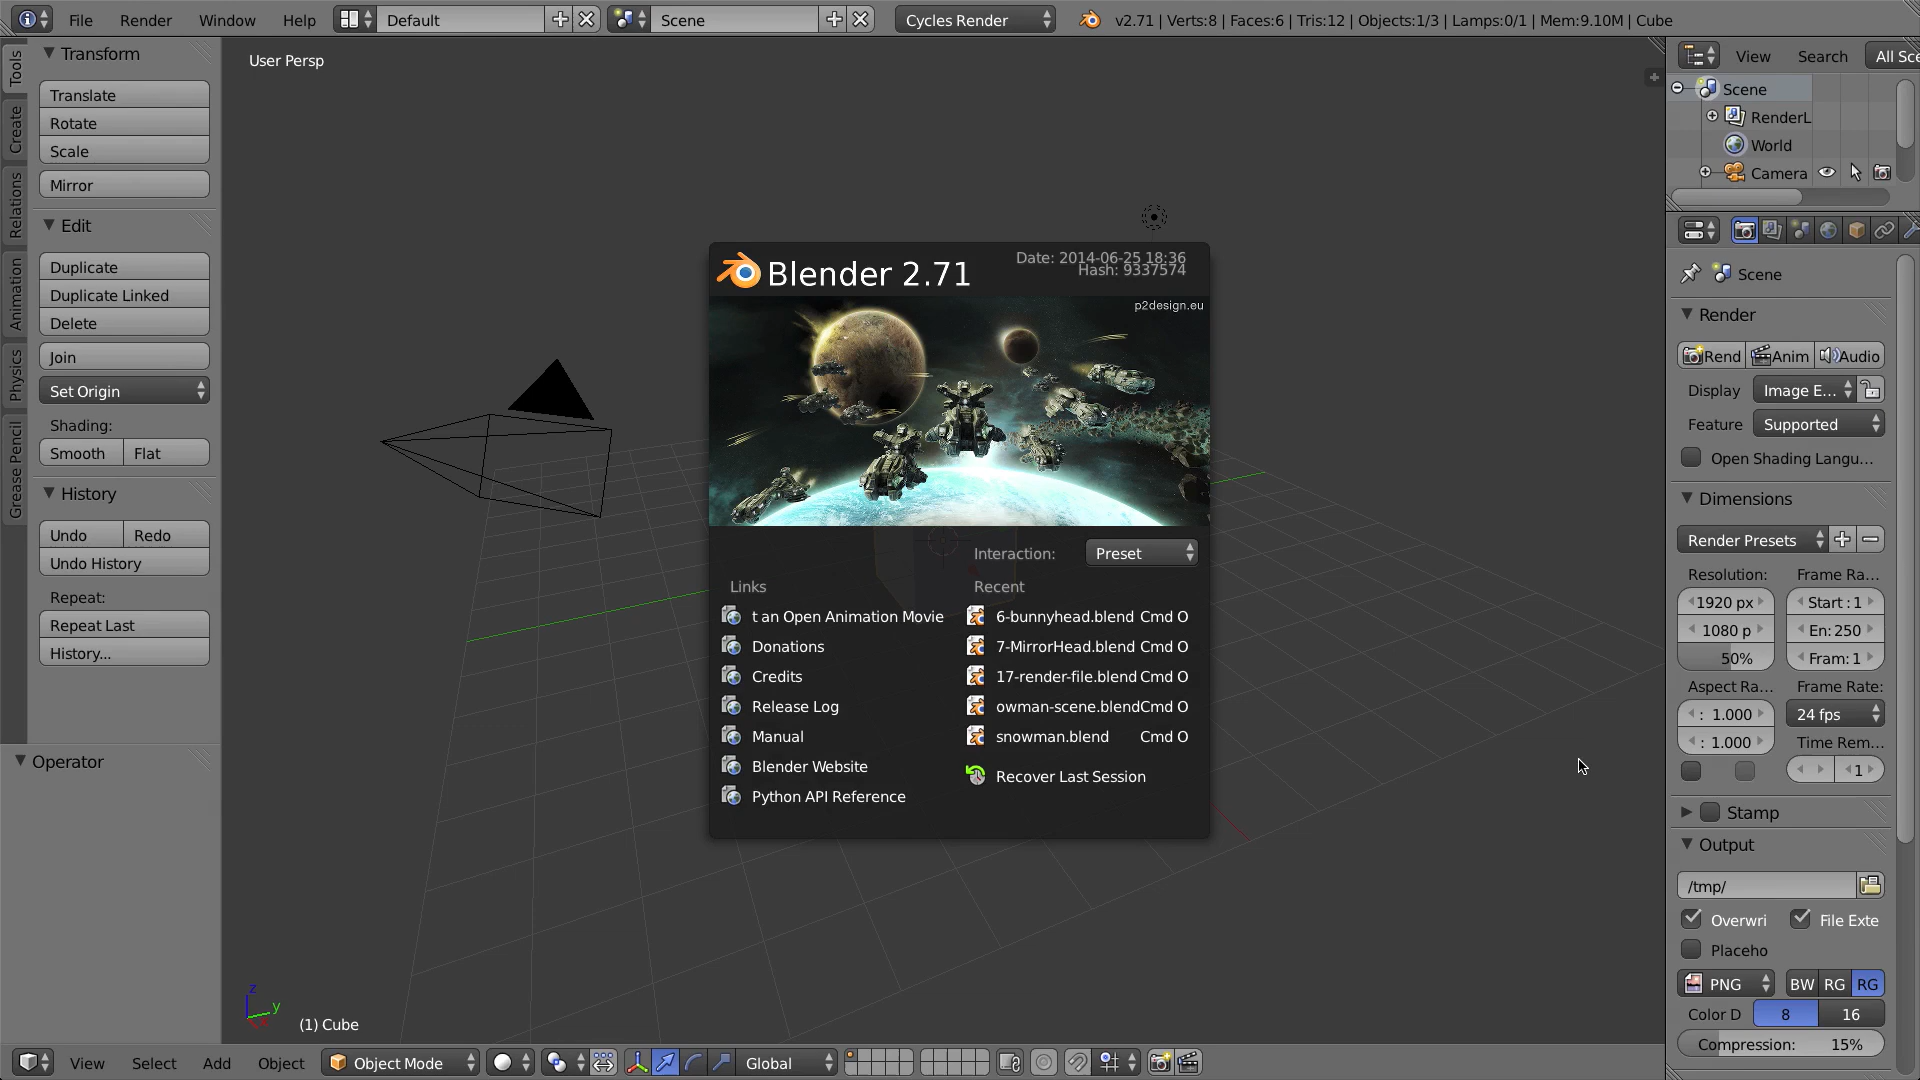 File Render Window Help Default Scene Cycles Render v2.71 | Verts:8 | Faces:6 | Tris:12 | Objects:1/3 | Lamps:0/1 | Mem:9.10M | Cube
Tools
Create
Relations
Animation
Physics
Grease Pencil
Transform
Translate
Rotate
Scale
Mirror
Edit
Duplicate
Duplicate Linked
Delete
Join
Set Origin
Shading:
Smooth Flat
History
Undo Redo
Undo History
Repeat:
Repeat Last
History...
Operator
User Persp
Blender 2.71
Date: 2014-06-25 18:36
Hash: 9337574
p2design.eu
Interaction: Preset
Links
t an Open Animation Movie
Donations
Credits
Release Log
Manual
Blender Website
Python API Reference
Recent
6-bunnyhead.blend Cmd O
7-MirrorHead.blend Cmd O
17-render-file.blend Cmd O
owman-scene.blend Cmd O
snowman.blend Cmd O
Recover Last Session
z
y
x
(1) Cube
View Select Add Object Object Mode Global
View Search All Sce
Scene
RenderL
World
Camera
Scene
Render
Rend Anim Audio
Display Image E...
Feature Supported
Open Shading Langu...
Dimensions
Render Presets
Resolution: Frame Ra...
1920 px Start : 1
1080 p En: 250
50% Fram: 1
Aspect Ra... Frame Rate:
: 1.000 24 fps
: 1.000 Time Rem...
1
Stamp
Output
/tmp/
Overwri File Exte
Placeho
PNG BW RG RG
Color D 8 16
Compression: 15%